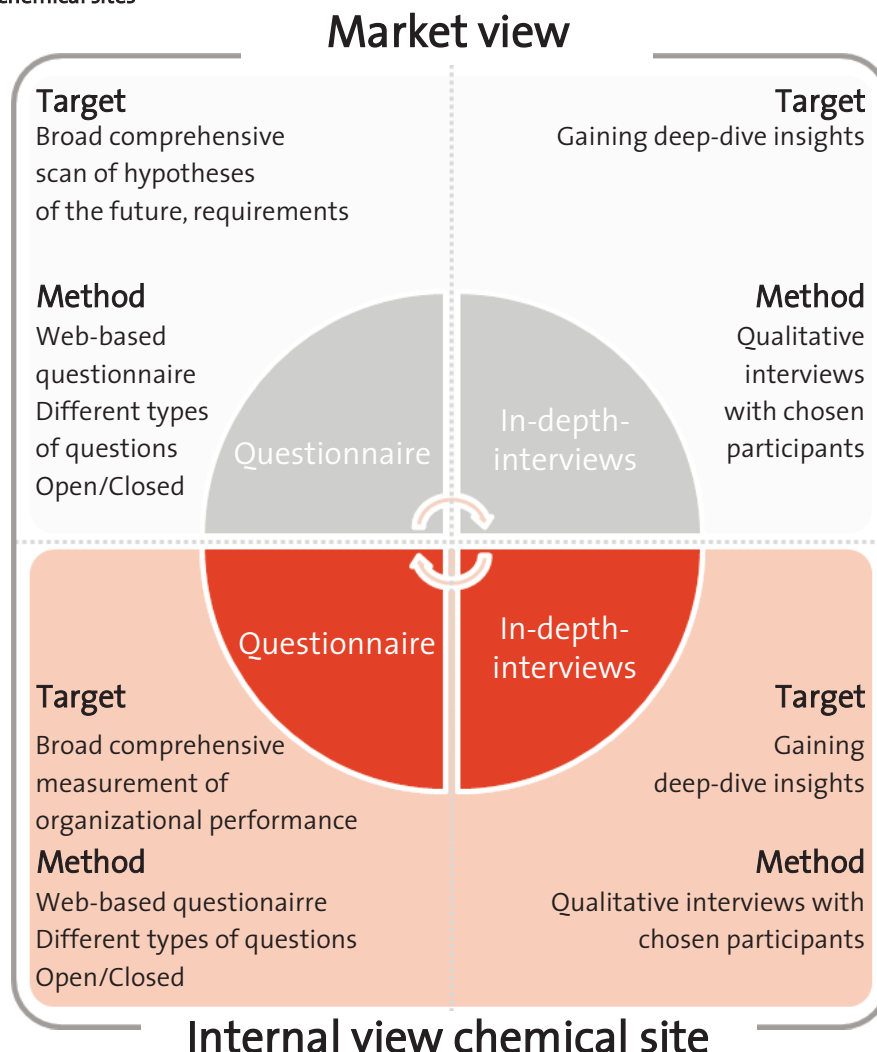 chemical sites
Market view
Target
Broad comprehensive
scan of hypotheses
of the future, requirements
Method
Web-based
questionnaire
Different types
of questions
Open/Closed
Target
Gaining deep-dive insights
Method
Qualitative
interviews
with chosen
participants
Questionnaire
In-depth-
interviews
Questionnaire
In-depth-
interviews
Target
Broad comprehensive
measurement of
organizational performance
Method
Web-based questionairre
Different types of questions
Open/Closed
Target
Gaining
deep-dive insights
Method
Qualitative interviews with
chosen participants
Internal view chemical site